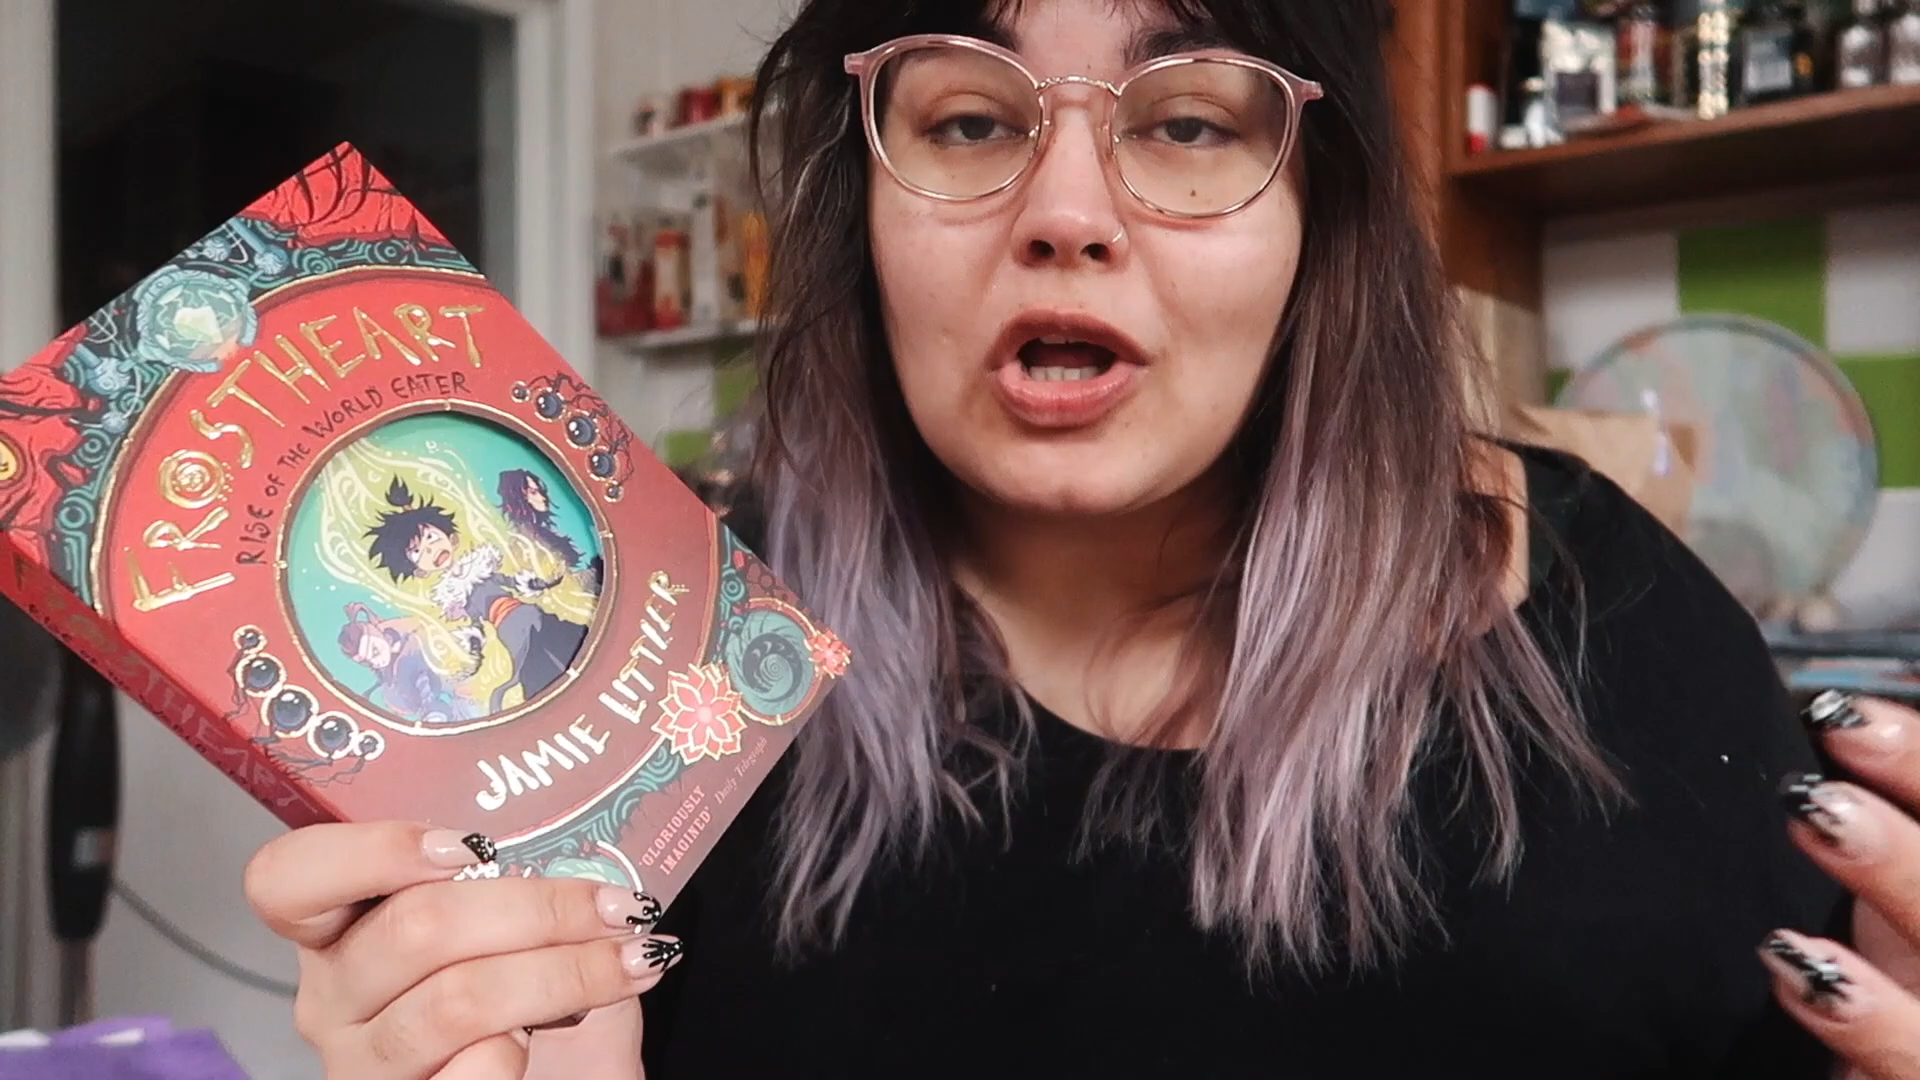 FROSTHEART
RISE OF THE WORLD EATER
JAMIE LITTLER
'GLORIOUSLY
IMAGINED'
Daily Telegraph